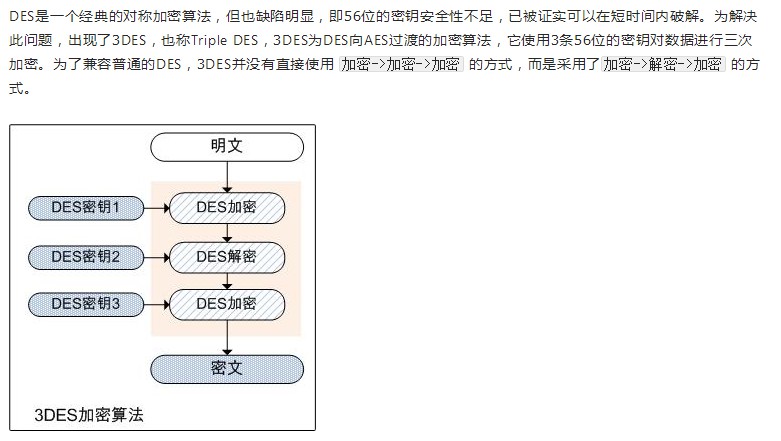 DES是一个经典的对称加密算法，但也缺陷明显，即56位的密钥安全性不足，已被证实可以在短时间内破解。为解决
此问题，出现了3DES，也称Triple DES，3DES为DES向AES过渡的加密算法，它使用3条56位的密钥对数据进行三次
加密。为了兼容普通的DES，3DES并没有直接使用 加密->加密->加密 的方式，而是采用了加密->解密->加密 的方
式。
明文
DES密钥1 DES加密
DES密钥2 DES解密
DES密钥3 DES加密
密文
3DES加密算法